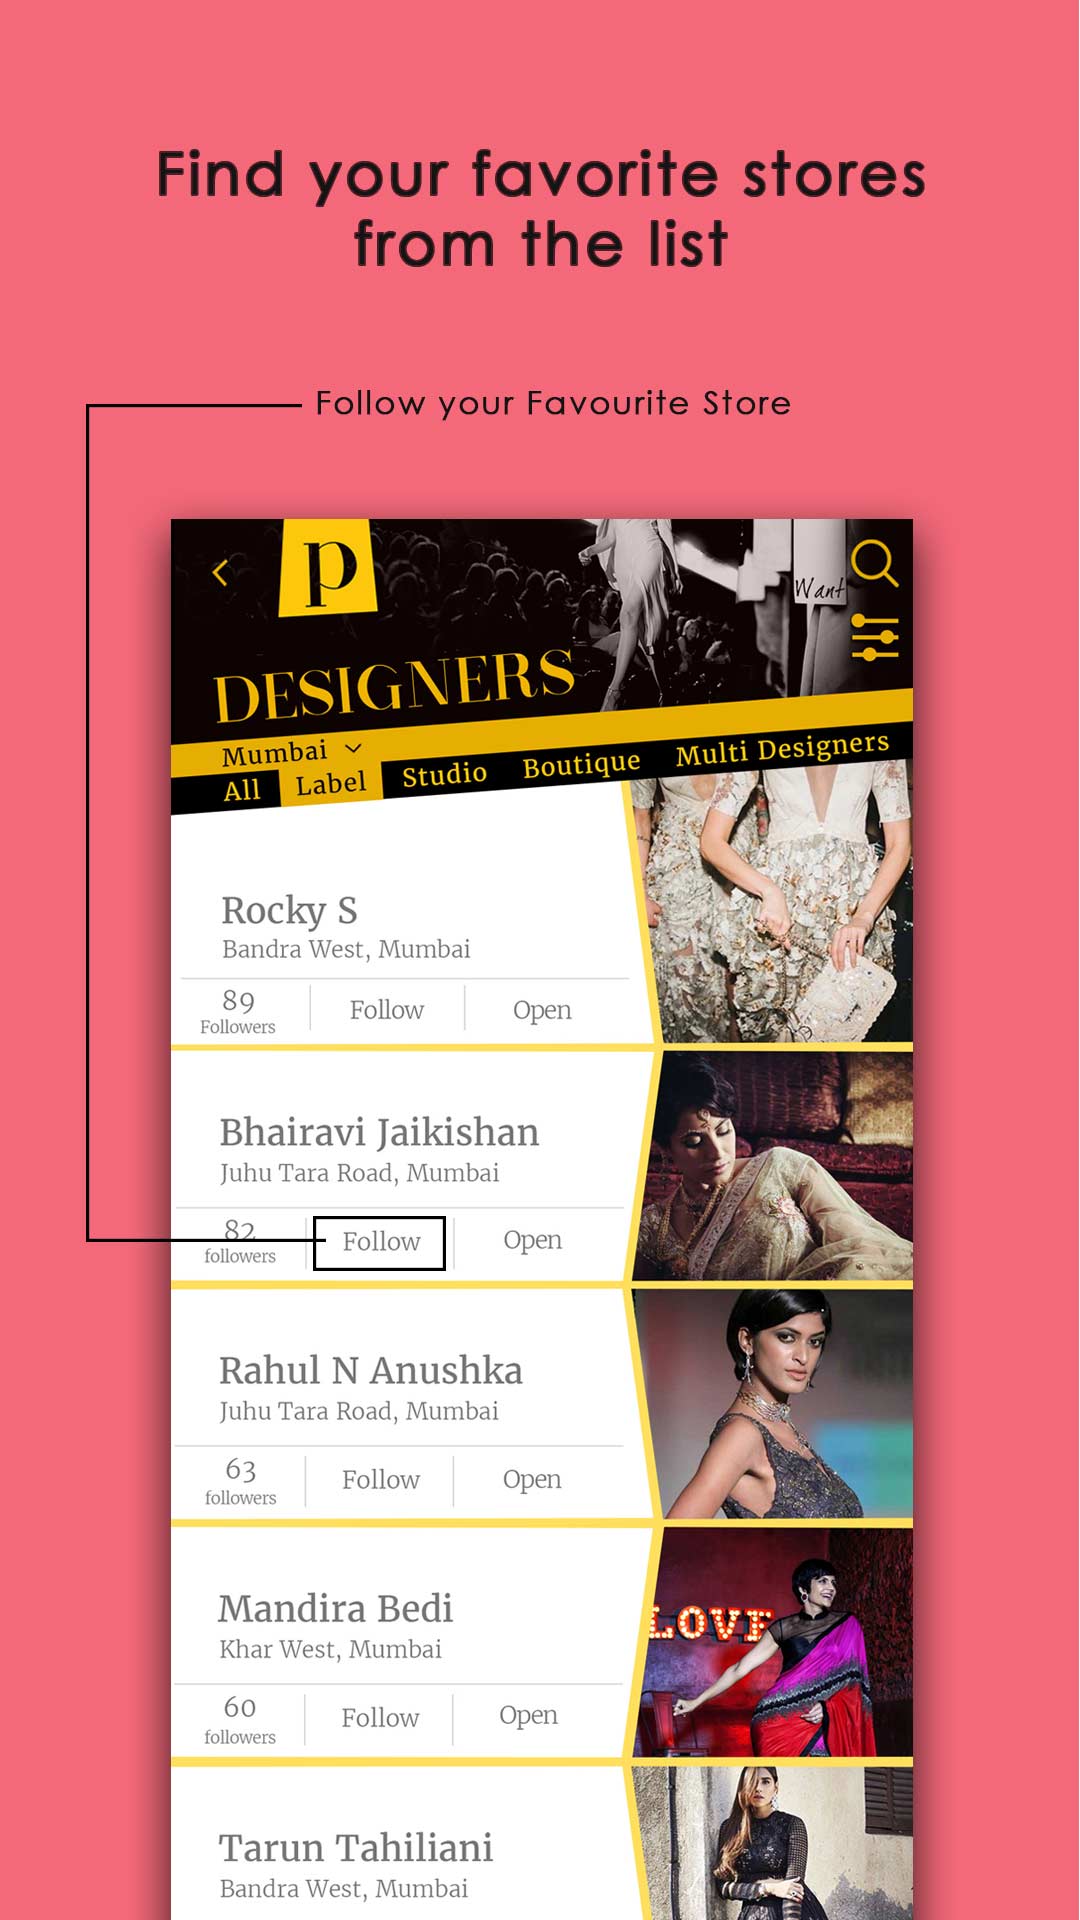 Find your favorite stores
from the list
Follow your Favourite Store
p
Want
DESIGNERS
Mumbai
All Label Studio Boutique Multi Designers
Rocky S
Bandra West, Mumbai
89 Followers Follow Open
Bhairavi Jaikishan
Juhu Tara Road, Mumbai
82 followers Follow Open
Rahul N Anushka
Juhu Tara Road, Mumbai
63 followers Follow Open
Mandira Bedi
Khar West, Mumbai
60 followers Follow Open
LOVE
Tarun Tahiliani
Bandra West, Mumbai